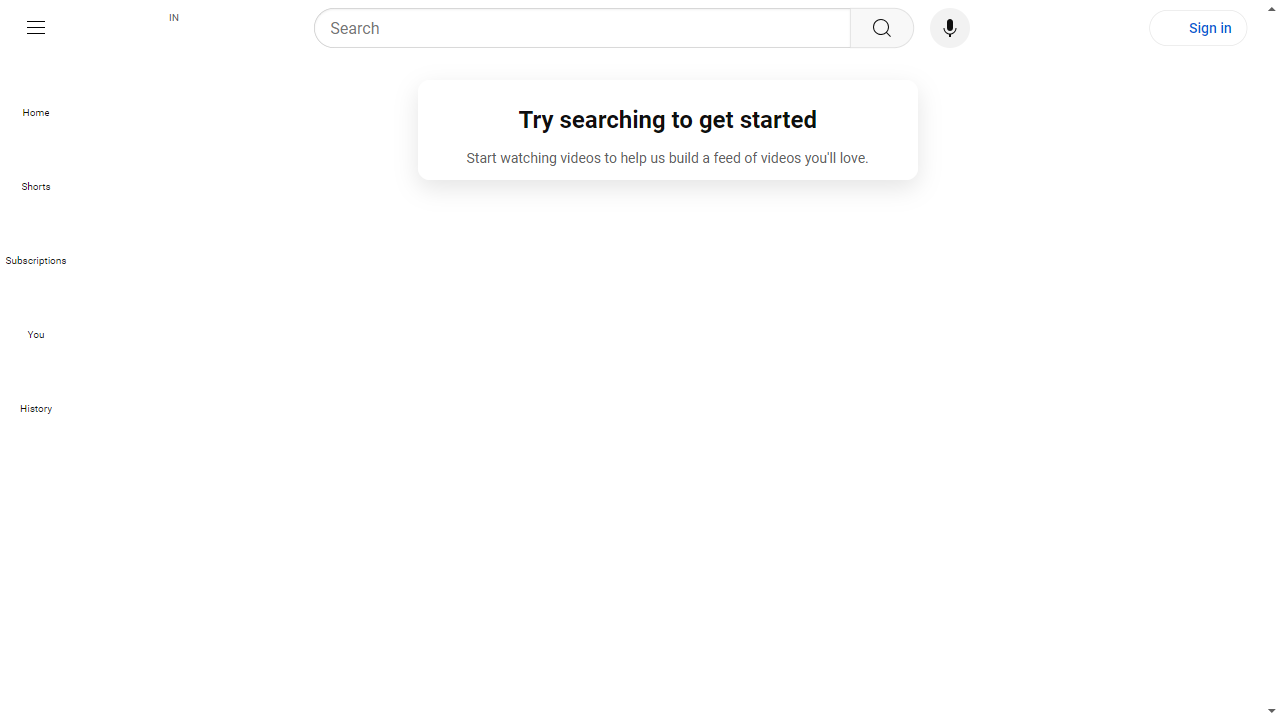 IN
Search
Sign in
Home
Shorts
Subscriptions
You
History
Try searching to get started
Start watching videos to help us build a feed of videos you'll love.